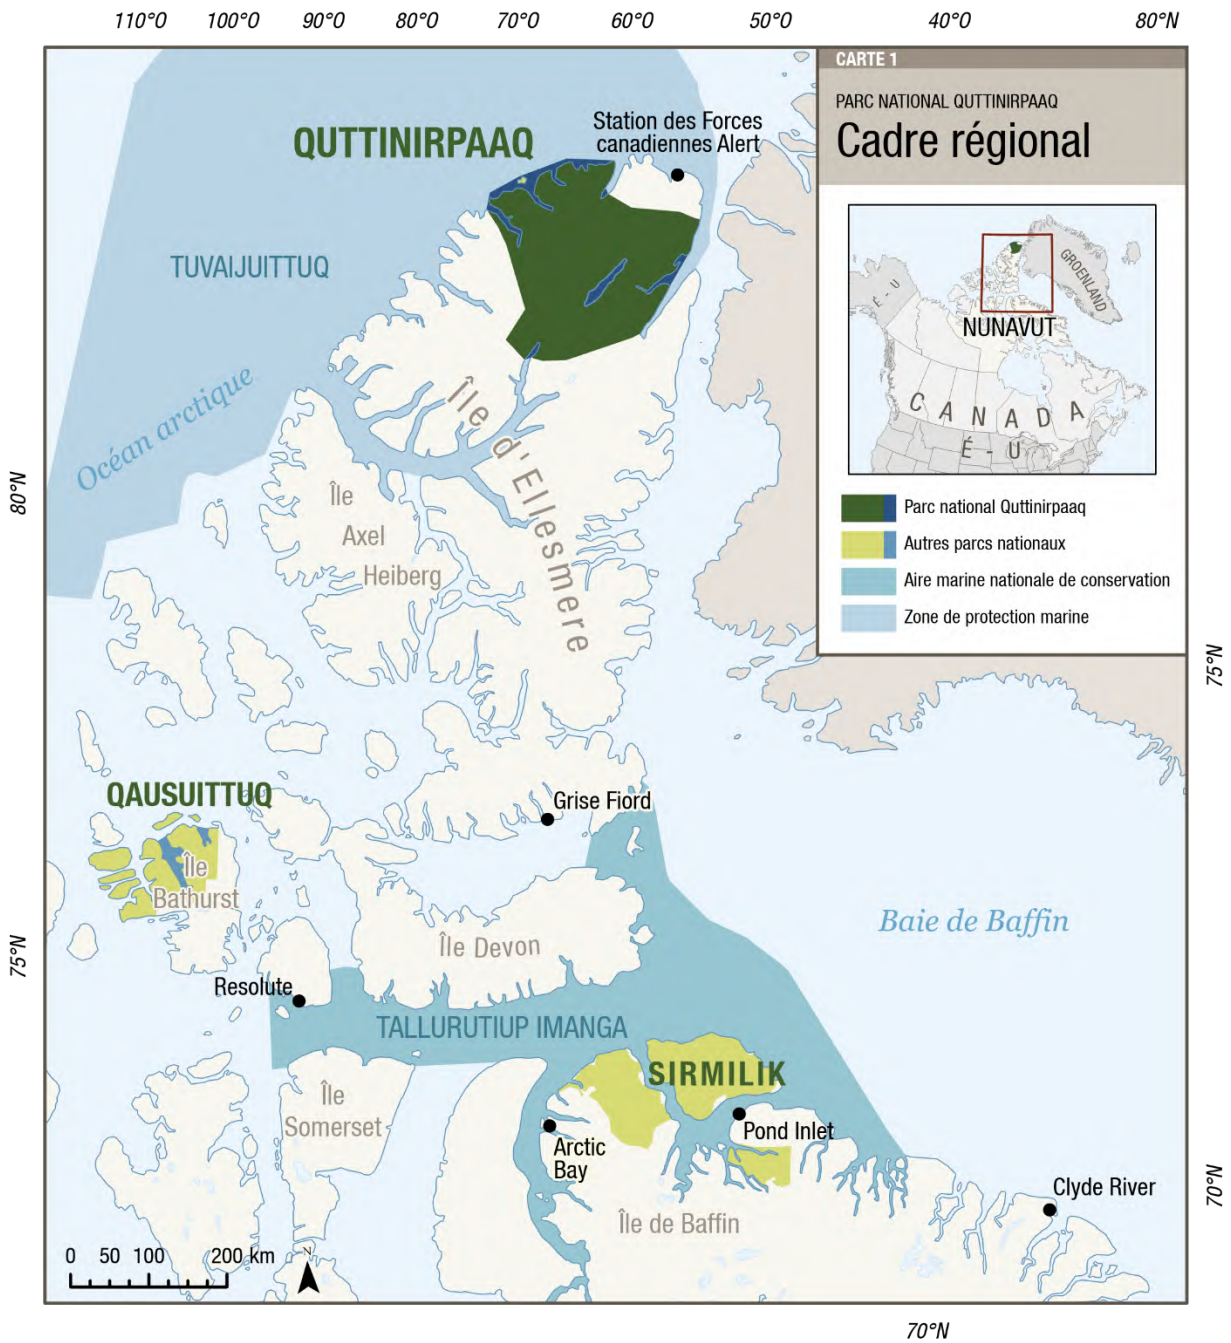 110°O 100°O 90°O 80°O 70°O 60°O 50°O 40°O 80°N
CARTE 1
PARC NATIONAL QUTTINIRPAAQ
Cadre régional
GROENLAND
É-U
NUNAVUT
CANADA
É-U
Parc national Quttinirpaaq
Autres parcs nationaux
Aire marine nationale de conservation
Zone de protection marine
QUTTINIRPAAQ
Station des Forces
canadiennes Alert
TUVAIJUITTUQ
Océan arctique
Île d'Ellesmere
80°N
Île
Axel
Heiberg
75°N
QAUSUITTUQ
Grise Fiord
Île
Bathurst
Baie de Baffin
Île Devon
75°N
Resolute
TALLURUTIUP IMANGA
SIRMILIK
Île
Somerset
Pond Inlet
Arctic
Bay
Clyde River
70°N
Île de Baffin
0 50 100 200 km
N
70°N